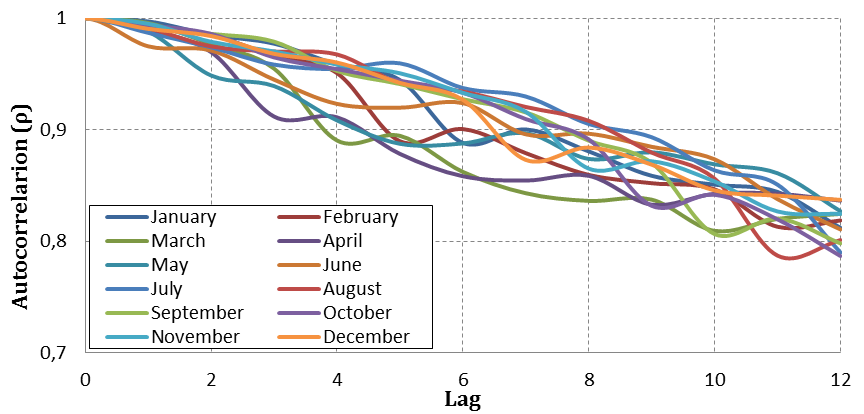 1
0,9
0,8
0,7
Autocorrelarion (ρ)
January February
March April
May June
July August
September October
November December
0 2 4 6 8 10 12
Lag